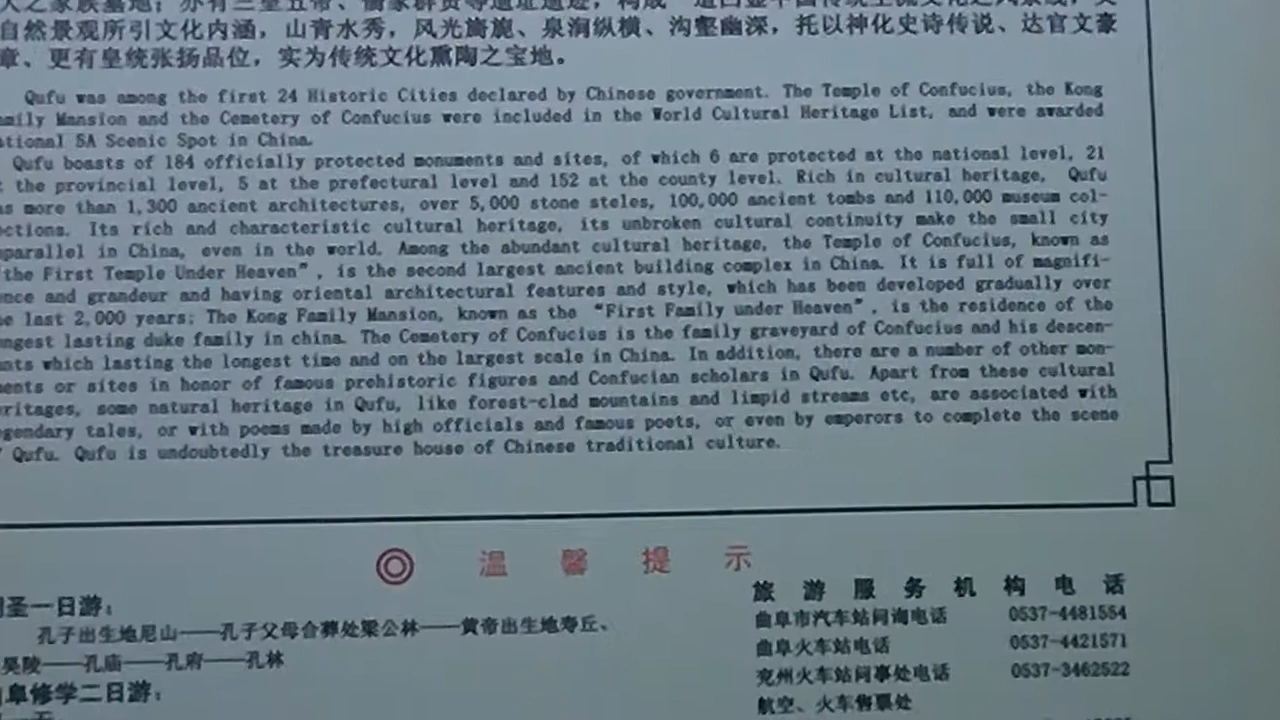 自然景观所引文化内涵，山青水秀，风光旖旎、泉涧纵横、沟壑幽深，托以神化史诗传说、达官文豪
章、更有皇统张扬品位，实为传统文化熏陶之宝地。
Qufu was among the first 24 Historic Cities declared by Chinese government. The Temple of Confucius, the Kong
amily Mansion and the Cemetery of Confucius were included in the World Cultural Heritage List, and were awarded
ational 5A Scenic Spot in China.
Qufu boasts of 184 officially protected monuments and sites, of which 6 are protected at the national level, 21
t the provincial level, 5 at the prefectural level and 152 at the county level. Rich in cultural heritage, Qufu
as more than 1,300 ancient architectures, over 5,000 stone steles, 100,000 ancient tombs and 110,000 museum col-
ections. Its rich and characteristic cultural heritage, its unbroken cultural continuity make the small city
nparallel in China, even in the world. Among the abundant cultural heritage, the Temple of Confucius, known as
the First Temple Under Heaven", is the second largest ancient building complex in China. It is full of magnifi-
ence and grandeur and having oriental architectural features and style, which has been developed gradually over
he last 2,000 years; The Kong Family Mansion, known as the "First Family under Heaven", is the residence of the
ongest lasting duke family in china. The Cemetery of Confucius is the family graveyard of Confucius and his descen-
ants which lasting the longest time and on the largest scale in China. In addition, there are a number of other mon-
ments or sites in honor of famous prehistoric figures and Confucian scholars in Qufu. Apart from these cultural
eritages, some natural heritage in Qufu, like forest-clad mountains and limpid streams etc, are associated with
egendary tales, or with poems made by high officials and famous poets, or even by emperors to complete the scene
f Qufu. Qufu is undoubtedly the treasure house of Chinese traditional culture.
温馨提示
圣一日游：
孔子出生地尼山——孔子父母合葬处梁公林——黄帝出生地寿丘、
昊陵——孔庙——孔府——孔林
阜修学二日游：
旅游服务机构电话
曲阜市汽车站问询电话 0537-4481554
曲阜火车站电话 0537-4421571
兖州火车站问事处电话 0537-3462522
航空、火车售票处